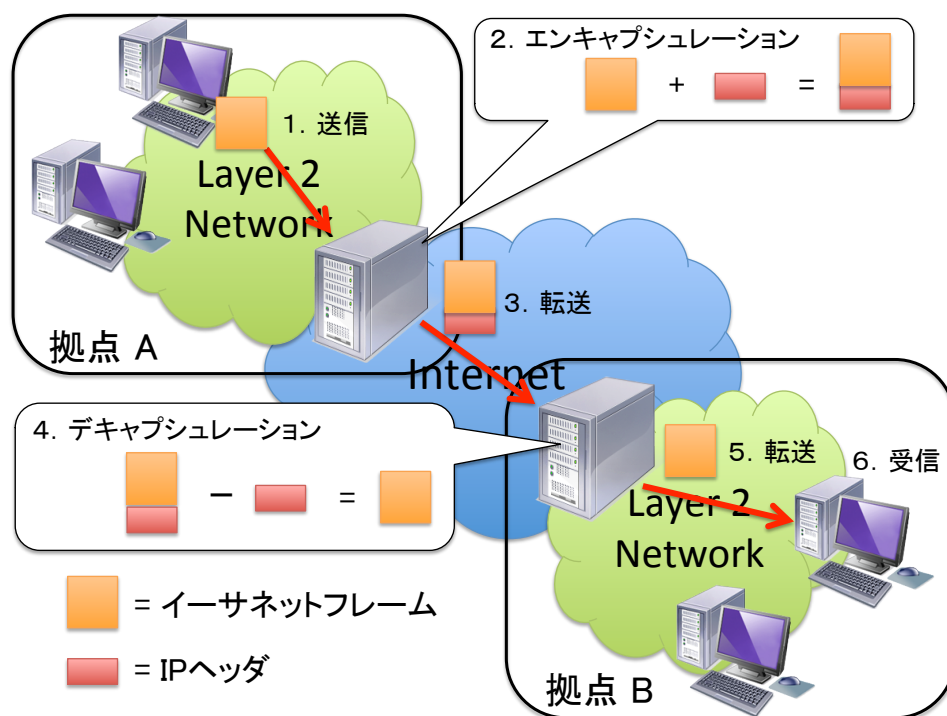 2. エンキャプシュレーション
+ =
1. 送信
Layer 2
Network
3. 転送
拠点 A
Internet
4. デキャプシュレーション
− =
5. 転送
6. 受信
Layer 2
Network
= イーサネットフレーム
= IPヘッダ
拠点 B